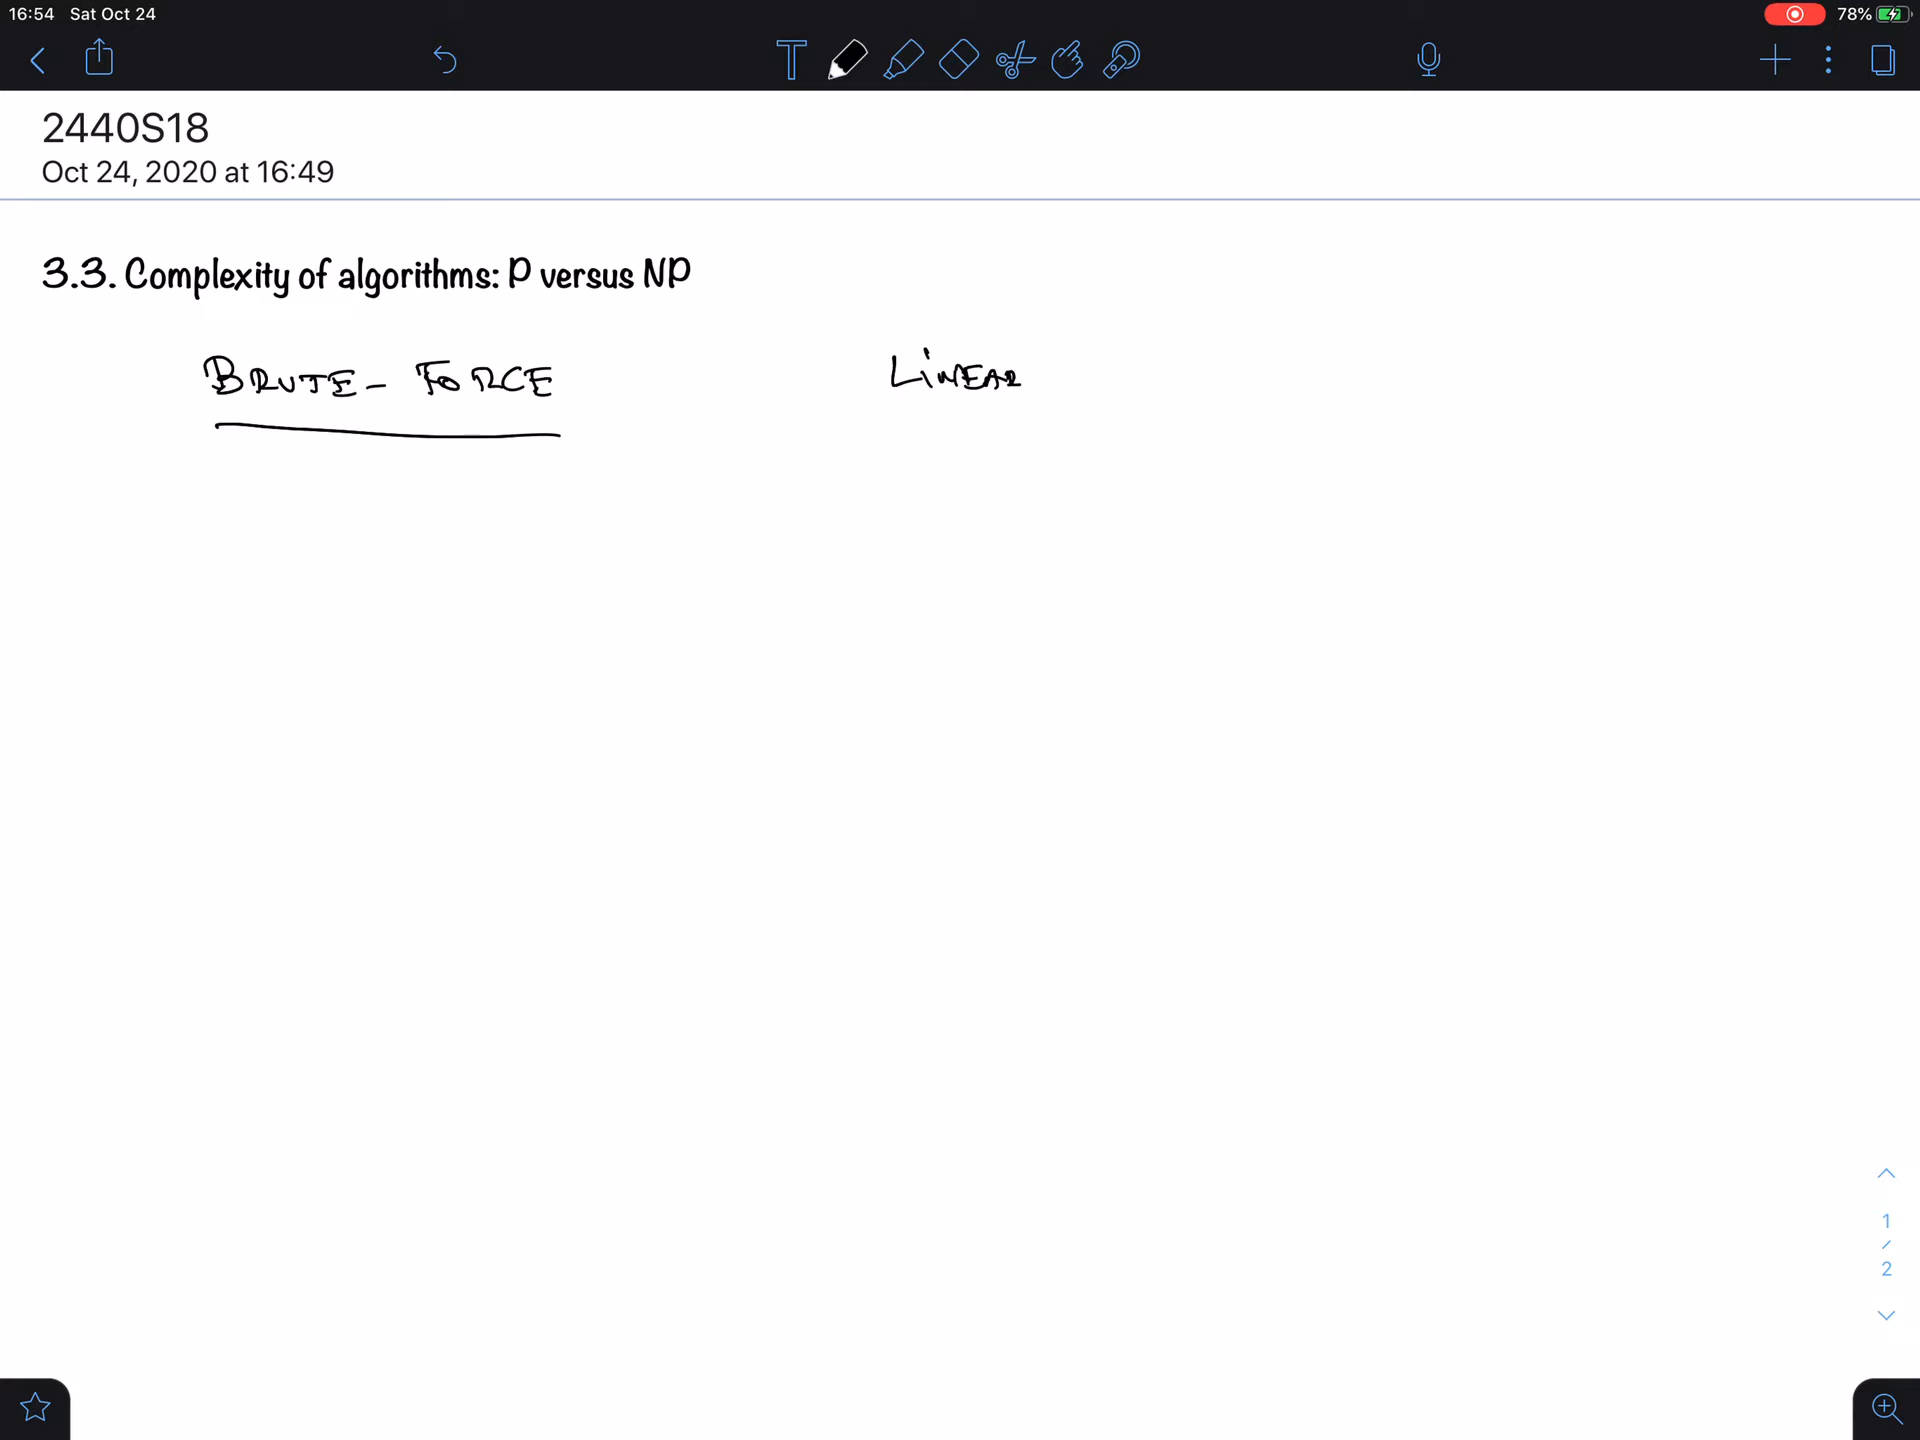 16:54 Sat Oct 24
78%
T
2440S18
Oct 24, 2020 at 16:49
3.3. Complexity of algorithms: P versus NP
BRUTE - FORCE LiNEAR
1
/
2